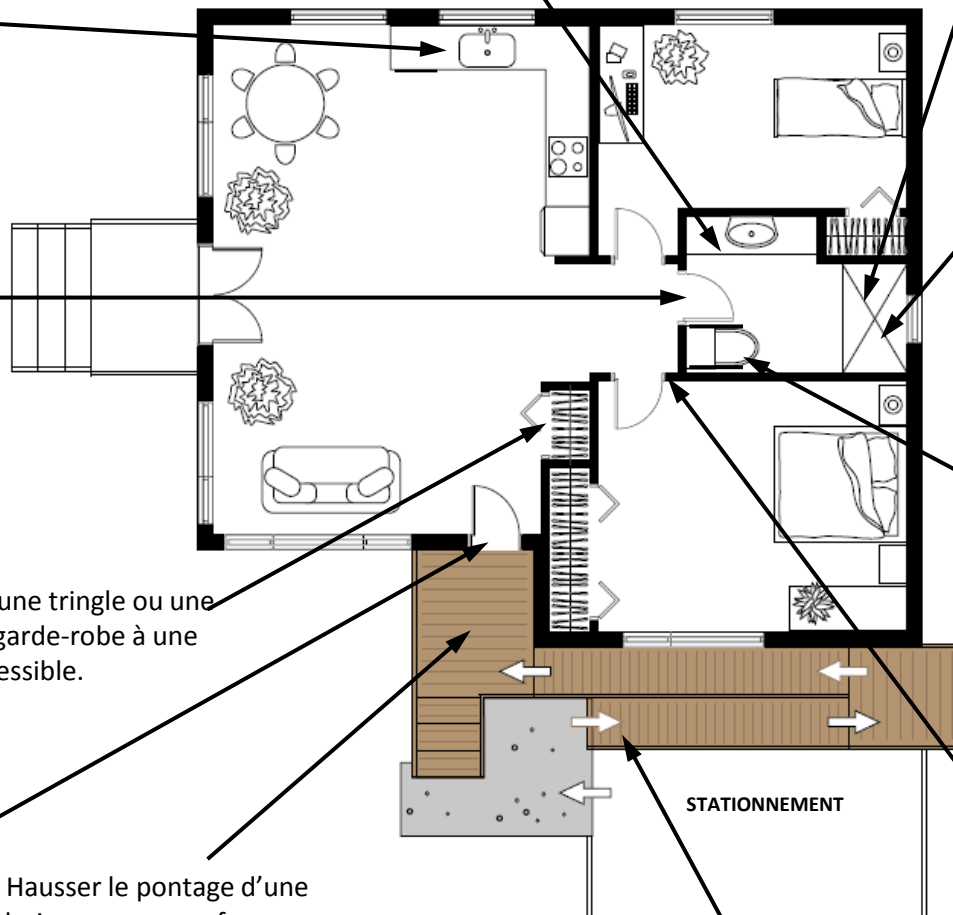 une tringle ou une
garde-robe à une
essible.
STATIONNEMENT
Hausser le pontage d’une